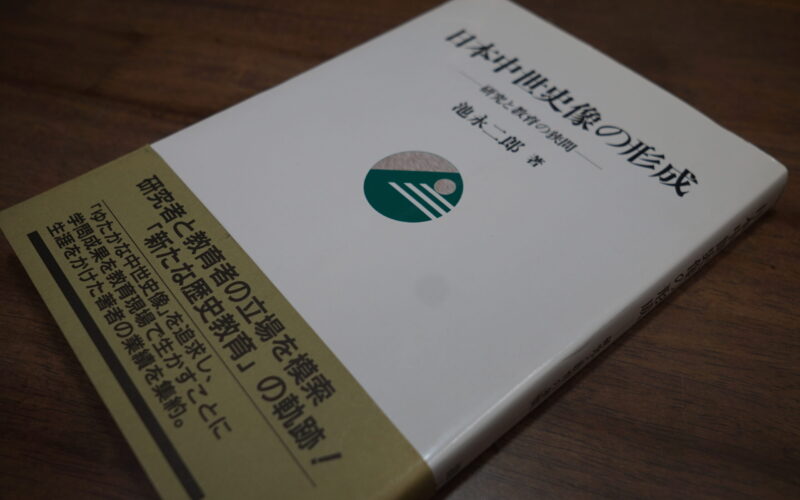 日本中世史像の形成
―研究と教育の狭間―
池永二郎 著
研究者と教育者の立場を模索
「新たな歴史教育」の軌跡!
「ゆたかな中世史像」を追求し、
学問成果を教育現場で生かすことに
生涯をかけた著者の業績を集約。